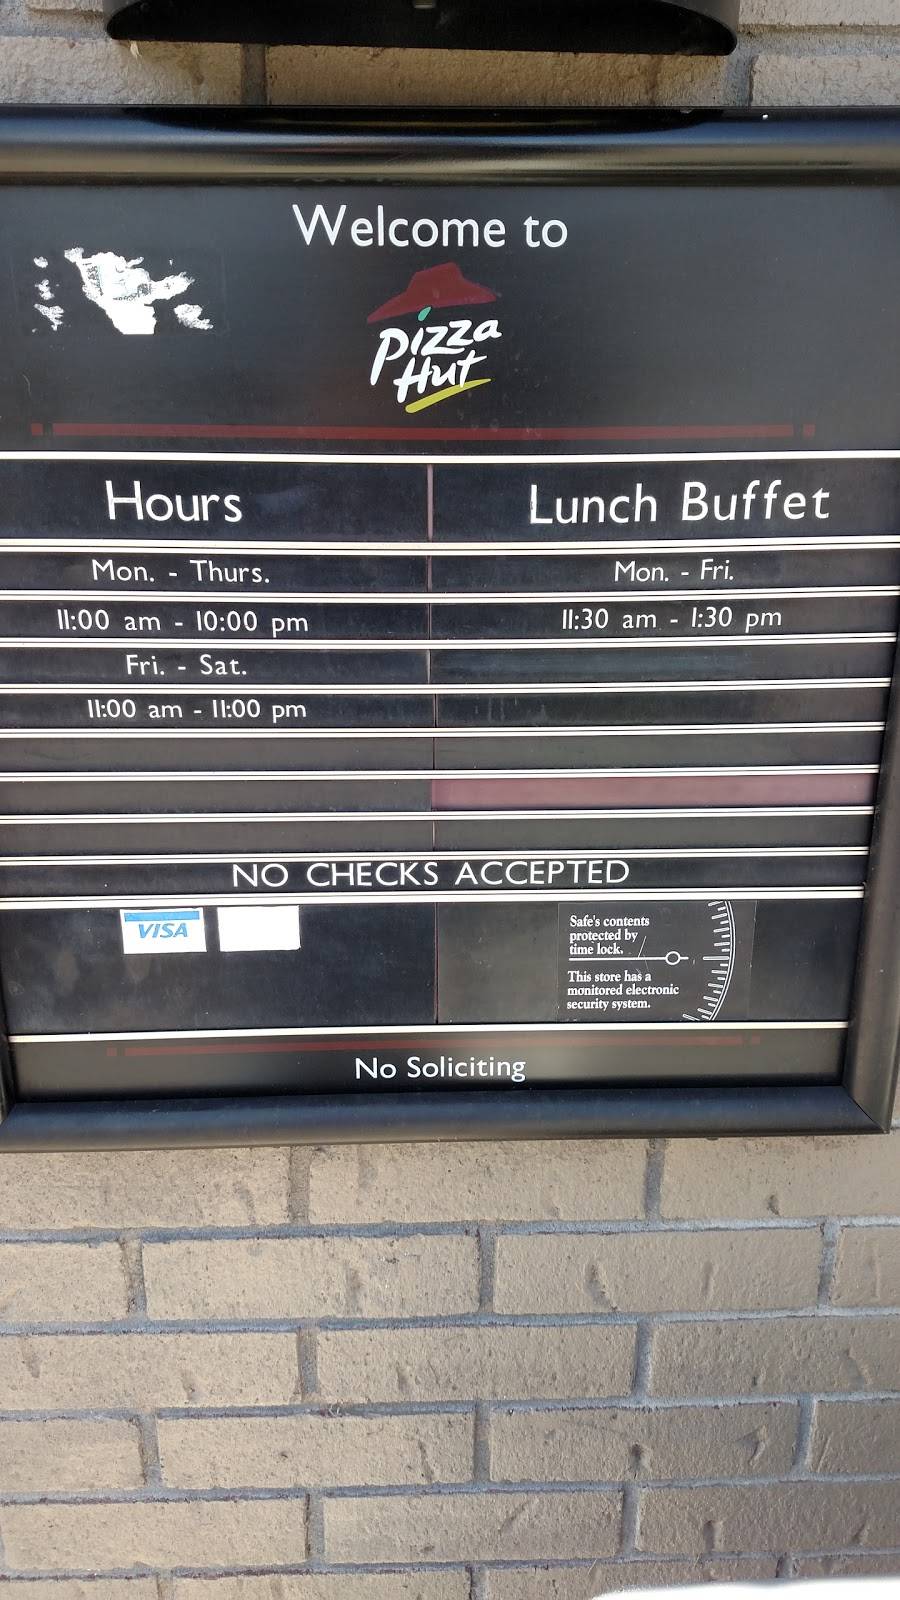 Welcome to
Pizza
Hut
Hours
Lunch Buffet
Mon. - Thurs.
Mon. - Fri.
11:00 am - 10:00 pm
11:30 am - 1:30 pm
Fri. - Sat.
11:00 am - 11:00 pm
NO CHECKS ACCEPTED
VISA
Safe's contents
protected by
time lock.
This store has a
monitored electronic
security system.
No Soliciting